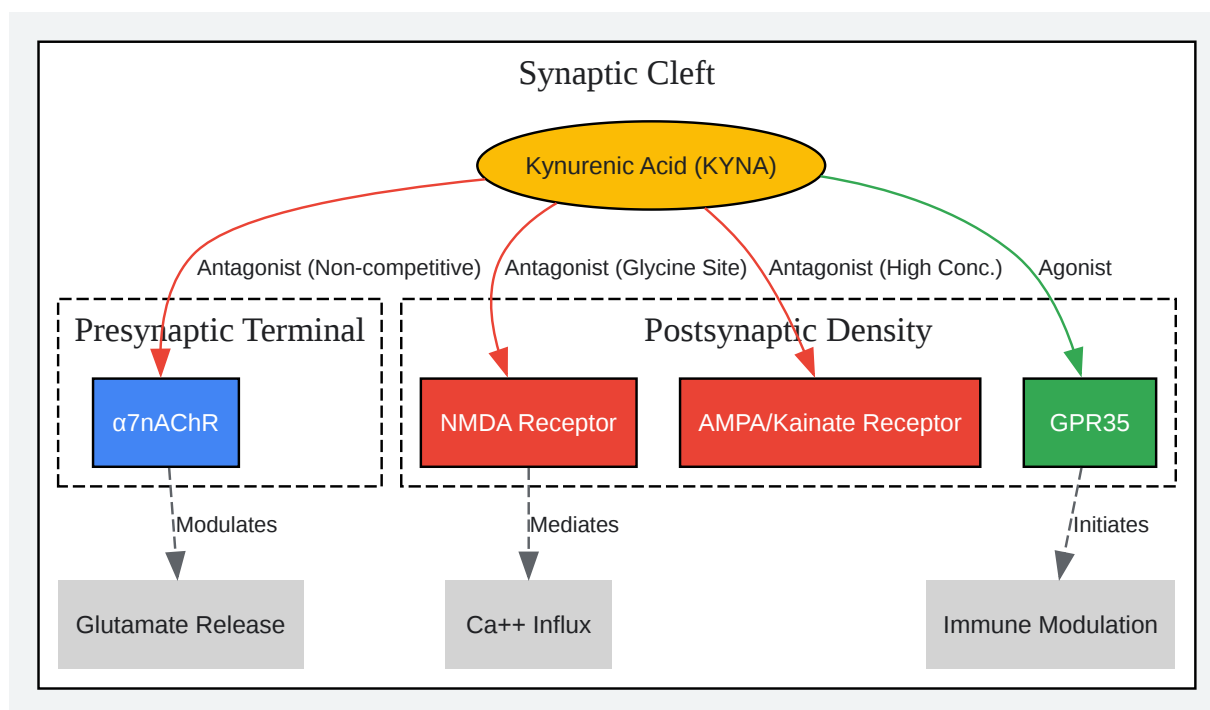 Synaptic Cleft
Kynurenic Acid (KYNA)
Antagonist (Non-competitive)
Antagonist (Glycine Site)
Antagonist (High Conc.)
Agonist
Presynaptic Terminal
Postsynaptic Density
α7nAChR
NMDA Receptor
AMPA/Kainate Receptor
GPR35
Modulates
Mediates
Initiates
Glutamate Release
Ca++ Influx
Immune Modulation